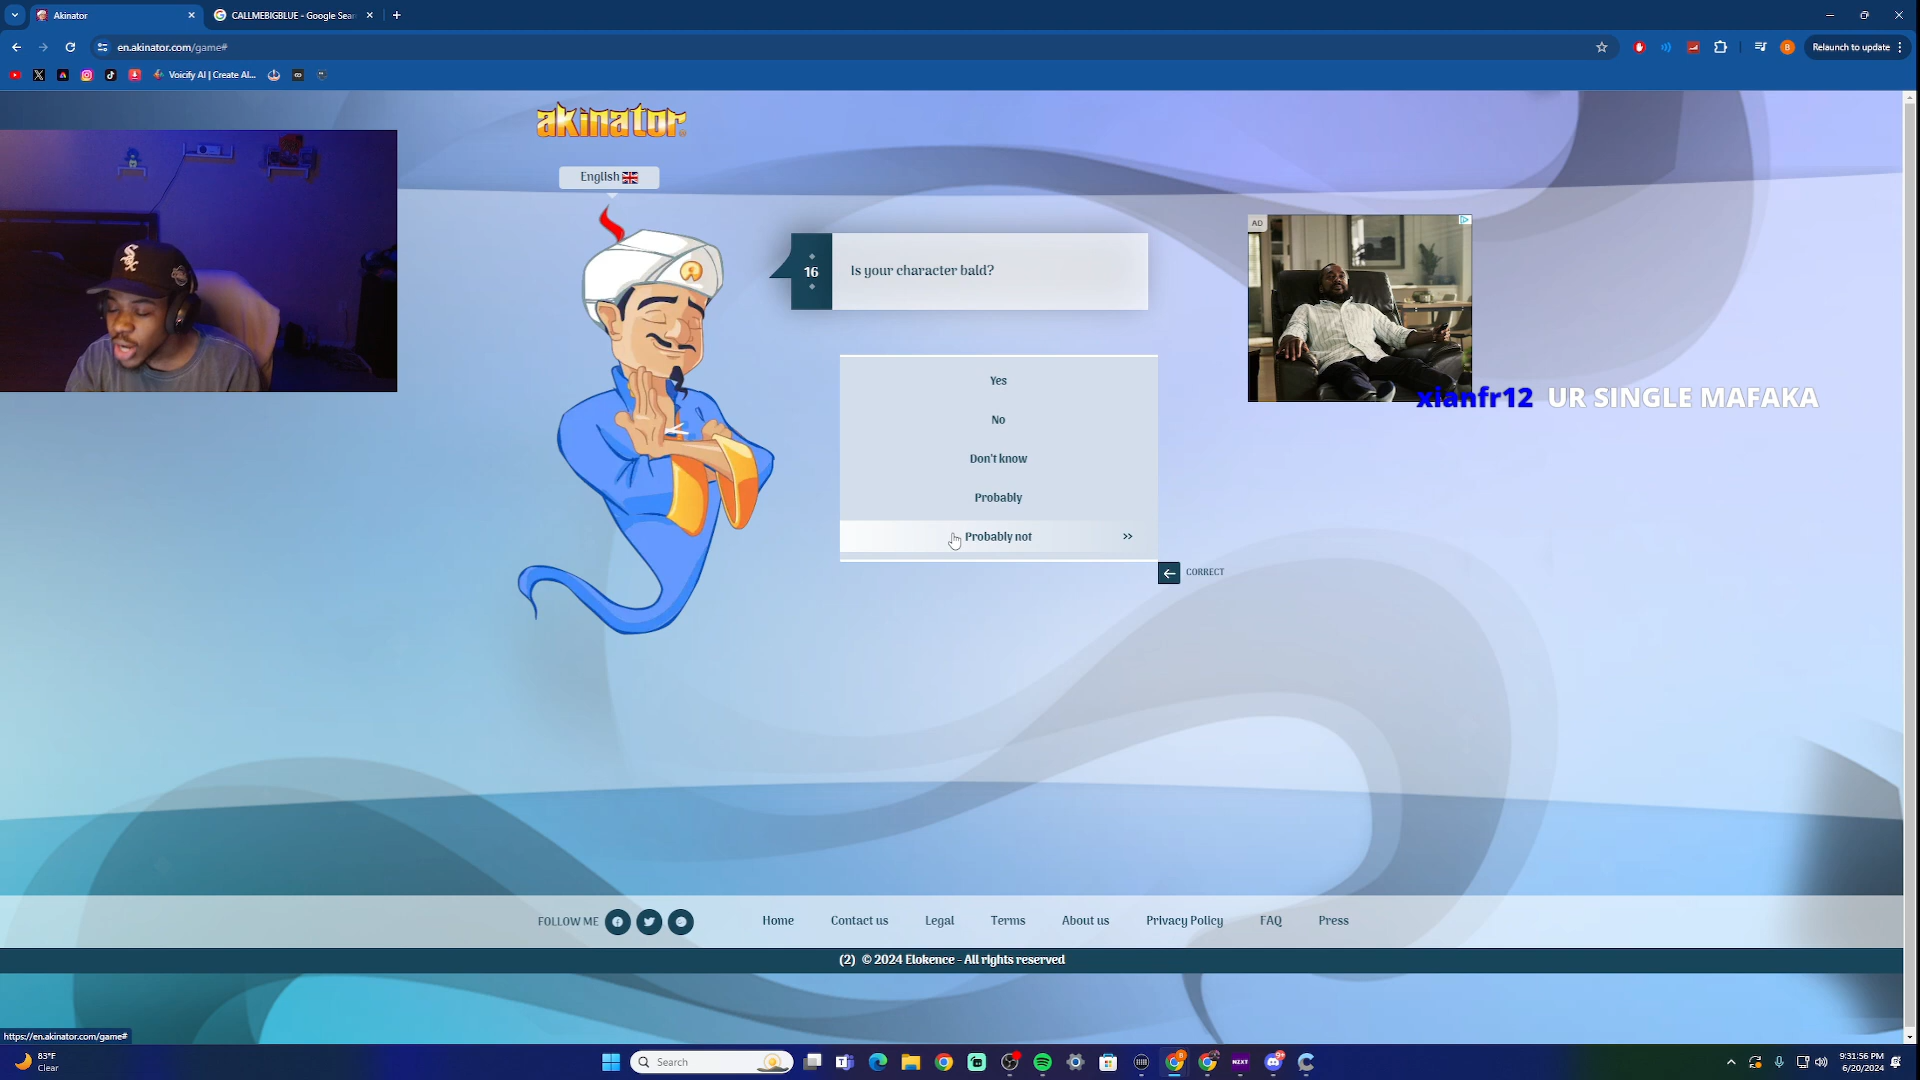 Akinator
CALLMEBIGBLUE - Google Sear
en.akinator.com/game#
B
Relaunch to update
Voicify AI | Create AI...
akinator
English
16
Is your character bald?
AD
Yes
No
Don't know
Probably
Probably not
CORRECT
xianfr12 UR SINGLE MAFAKA
FOLLOW ME
Home
Contact us
Legal
Terms
About us
Privacy Policy
FAQ
Press
(2) © 2024 Elokence - All rights reserved
https://en.akinator.com/game#
83°F
Clear
Search
NZXT
9:31:56 PM
6/20/2024